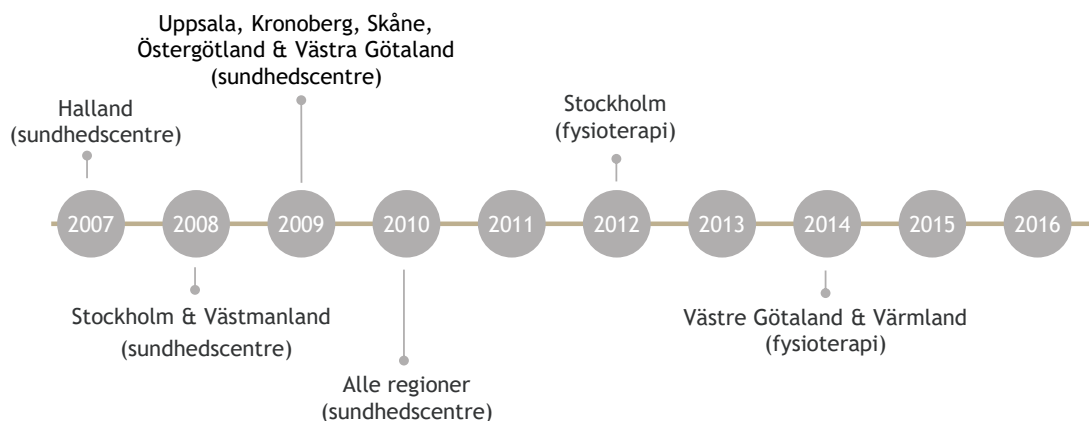 Uppsala, Kronoberg, Skåne,
Östergötland & Västra Götaland
(sundhedscentre)
Halland
(sundhedscentre)
Stockholm
(fysioterapi)
2007
2008
2009
2010
2011
2012
2013
2014
2015
2016
Stockholm & Västmanland
(sundhedscentre)
Västre Götaland & Värmland
(fysioterapi)
Alle regioner
(sundhedscentre)